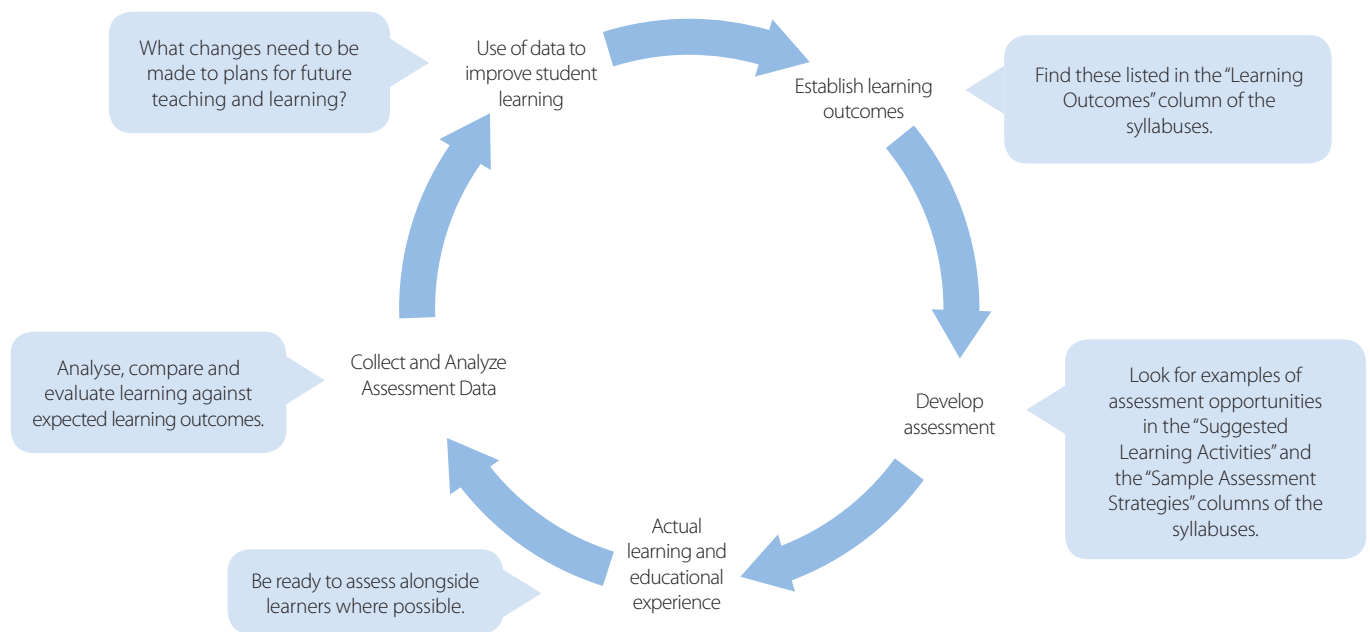 What changes need to be
made to plans for future
teaching and learning?
Use of data to
improve student
learning
Establish learning
outcomes
Find these listed in the “Learning
Outcomes” column of the
syllabuses.
Develop
assessment
Look for examples of
assessment opportunities
in the “Suggested
Learning Activities” and
the “Sample Assessment
Strategies” columns of the
syllabuses.
Actual
learning and
educational
experience
Be ready to assess alongside
learners where possible.
Collect and Analyze
Assessment Data
Analyse, compare and
evaluate learning against
expected learning outcomes.